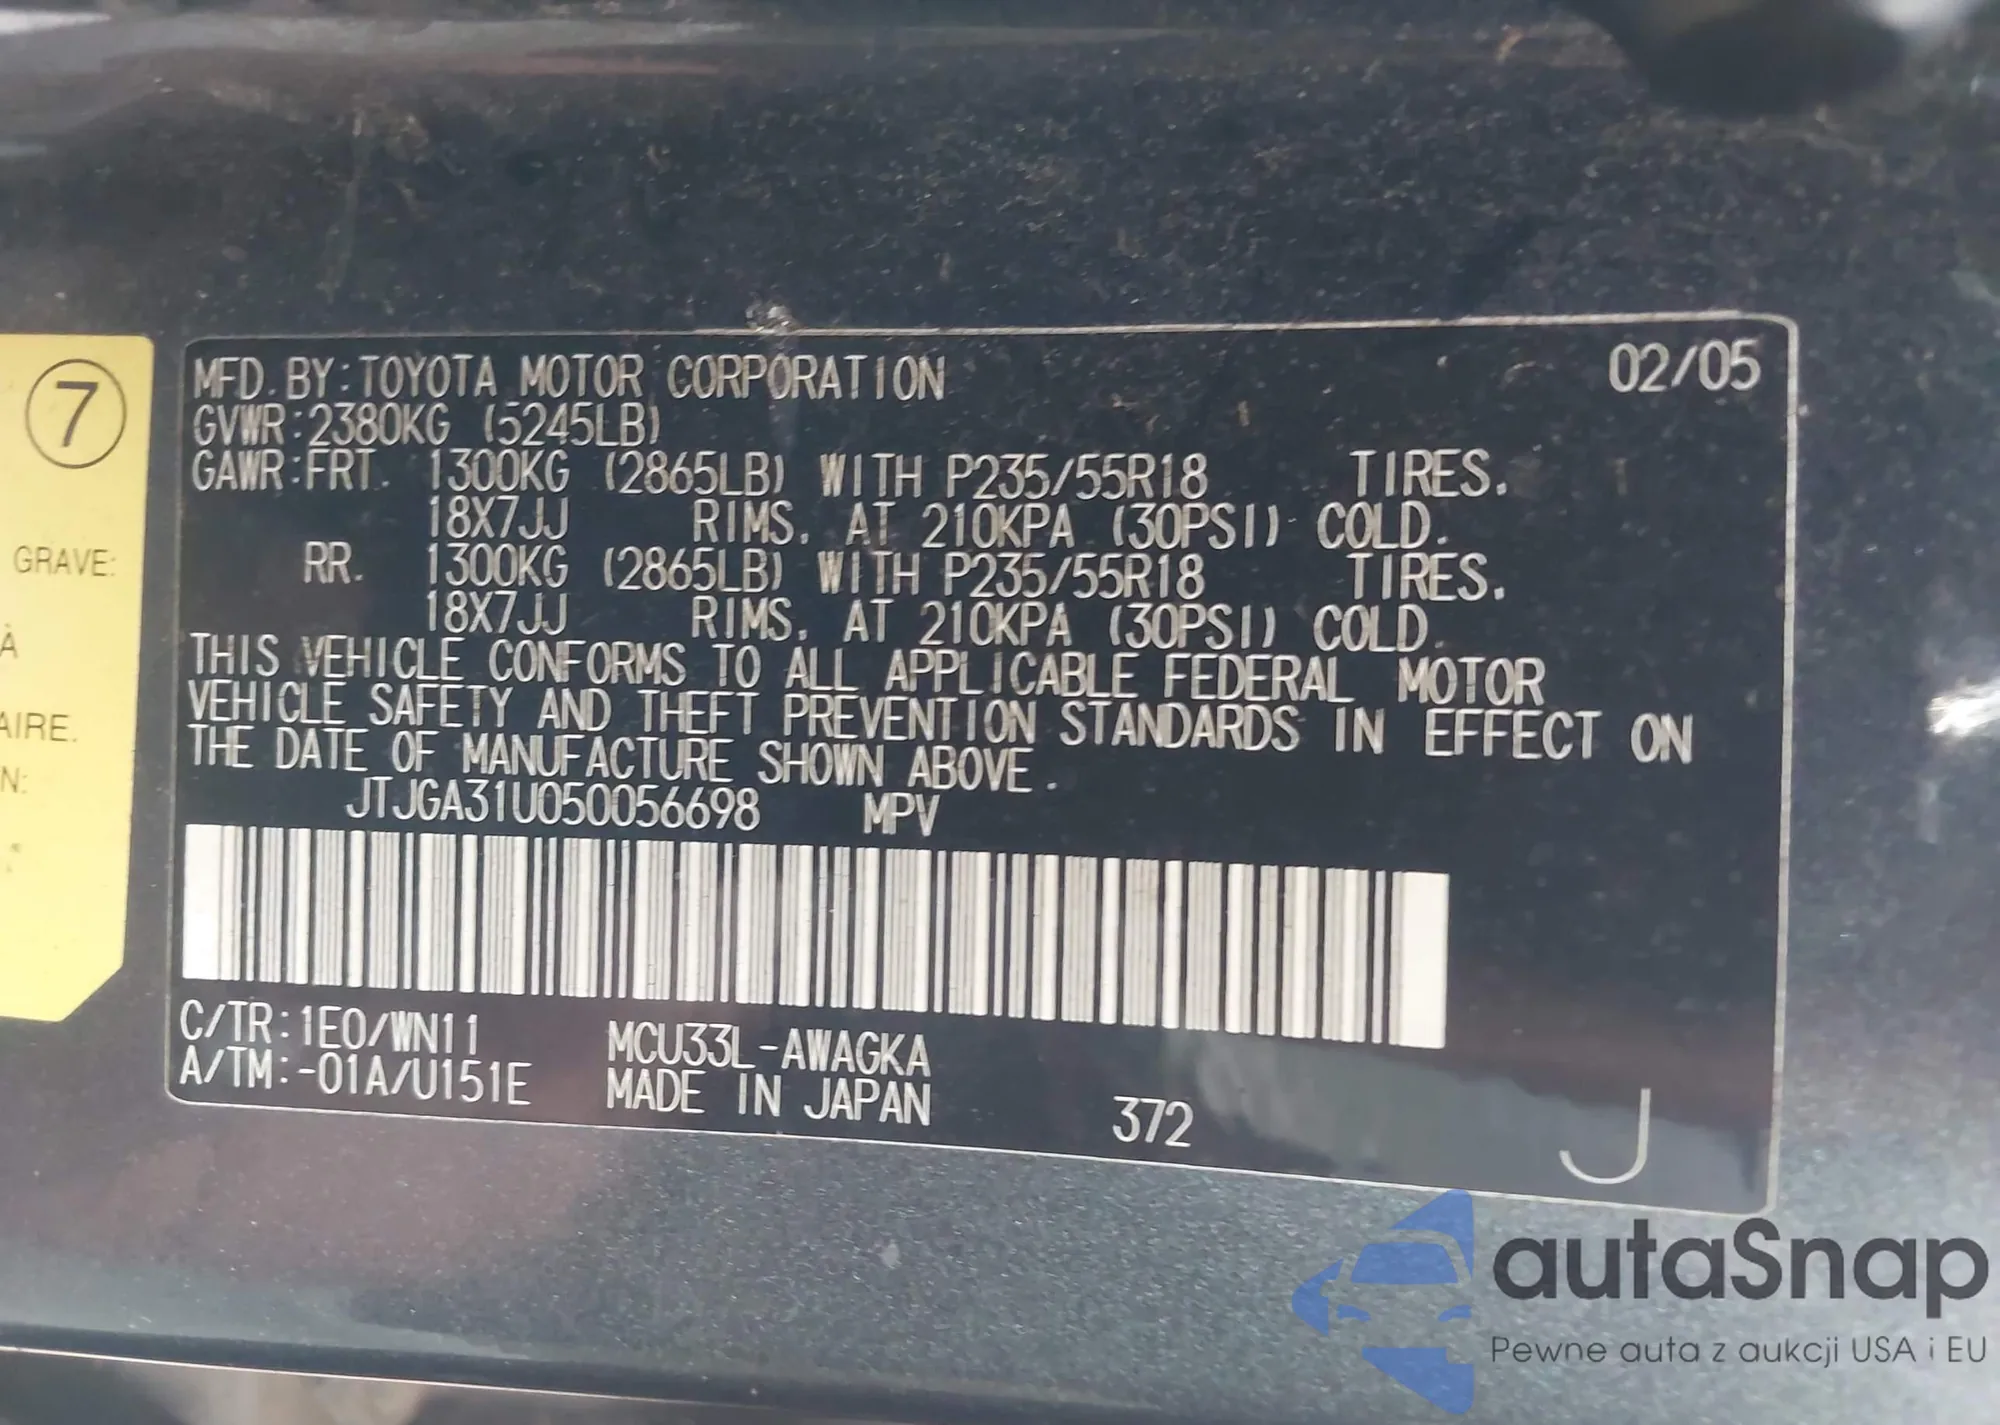 7
GRAVE:
À
AIRE.
N:
MFD. BY: TOYOTA MOTOR CORPORATION 02/05
GVWR: 2380KG (5245LB)
GAWR: FRT. 1300KG (2865LB) WITH P235/55R18 TIRES.
18X7JJ RIMS. AT 210KPA (30PSI) COLD.
RR. 1300KG (2865LB) WITH P235/55R18 TIRES.
18X7JJ RIMS. AT 210KPA (30PSI) COLD.
THIS VEHICLE CONFORMS TO ALL APPLICABLE FEDERAL MOTOR
VEHICLE SAFETY AND THEFT PREVENTION STANDARDS IN EFFECT ON
THE DATE OF MANUFACTURE SHOWN ABOVE.
JTJGA31U050056698 MPV
C/TR: 1E0/WN11 MCU33L-AWAGKA
A/TM: -01A/U151E MADE IN JAPAN 372 J
autaSnap
Pewne auta z aukcji USA i EU